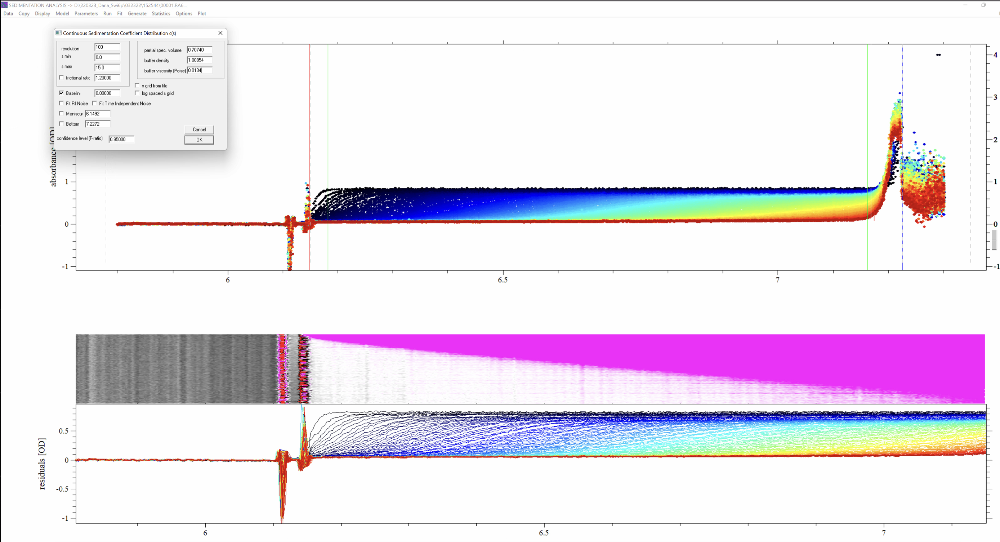 SEDIMENTATION ANALYSIS -> D:\220323_Dana_Swi6p\032322\152544\00001.RA6...
Data Copy Display Model Parameters Run Fit Generate Statistics Options Plot
Continuous Sedimentation Coefficient Distribution c(s)
resolution 100
s min 0.0
s max 15.0
frictional ratic 1.20000
partial spec. volume 0.70740
buffer density 1.00854
buffer viscosity (Poise) 0.0134
s grid from file
log spaced s grid
Baselin 0.00000
Fit RI Noise Fit Time Independent Noise
Meniscu: 6.1492
Bottom 7.2272
confidence level (F-ratio) 0.95000
Cancel
OK
absorbance [OD]
1
0
-1
4
3
2
1
0
-1
6 6.5 7
residuals [OD]
0.5
0
-0.5
-1
6 6.5 7